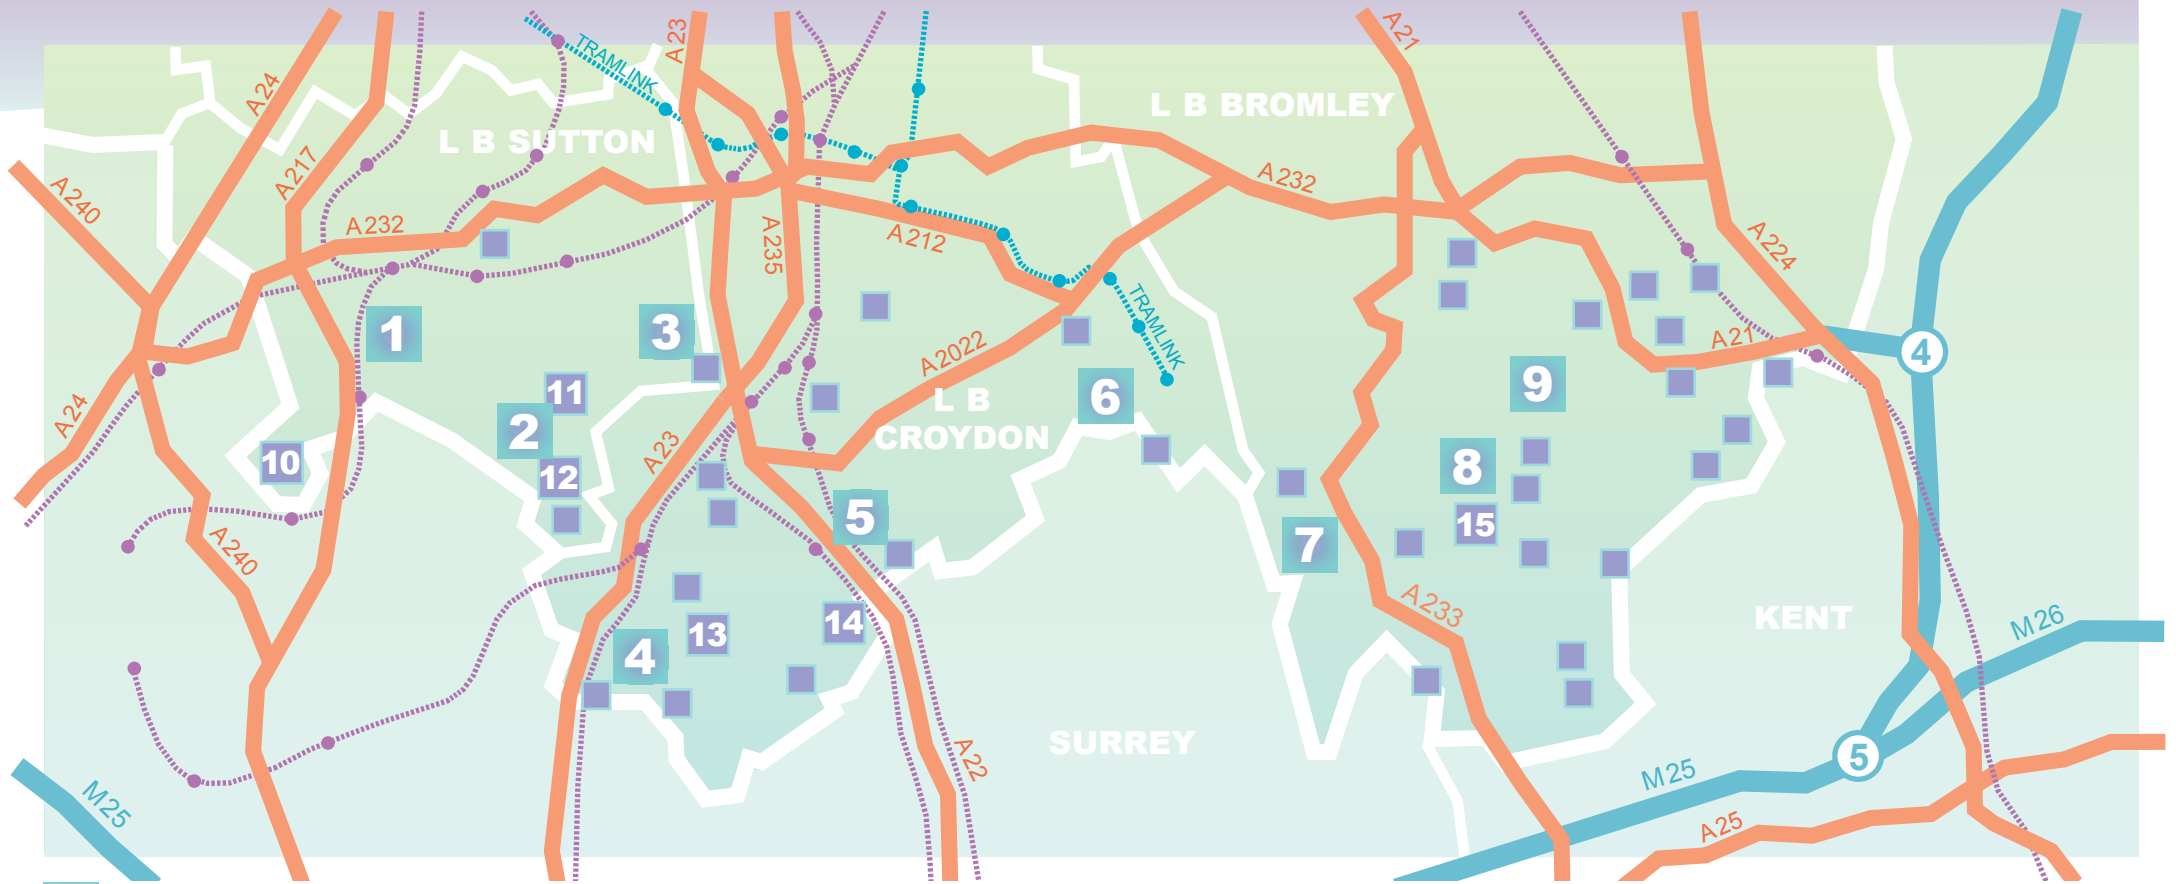 A24
A23
TRAMLINK
A21
L B BROMLEY
L B SUTTON
A217
A240
A232
A232
A235
A212
A224
TRAMLINK
1
3
A2022
A21
4
9
6
11
L B
CROYDON
A24
2
A23
10
12
8
5
15
7
A240
A233
14
13
4
KENT
M26
SURREY
A22
5
M25
M25
A25